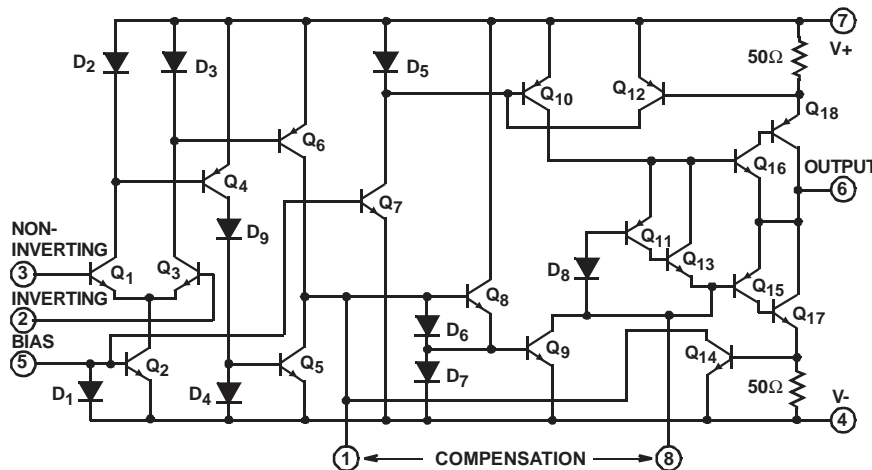 7
V+
50Ω
D2
D3
D5
Q10
Q12
Q18
Q6
Q16
OUTPUT
6
Q4
Q7
D9
Q11
Q13
NON-
INVERTING
3
Q1
Q3
D8
Q15
INVERTING
2
Q8
Q17
BIAS
5
D6
Q2
Q5
Q9
Q14
D1
D4
D7
50Ω
V-
4
1
COMPENSATION
8